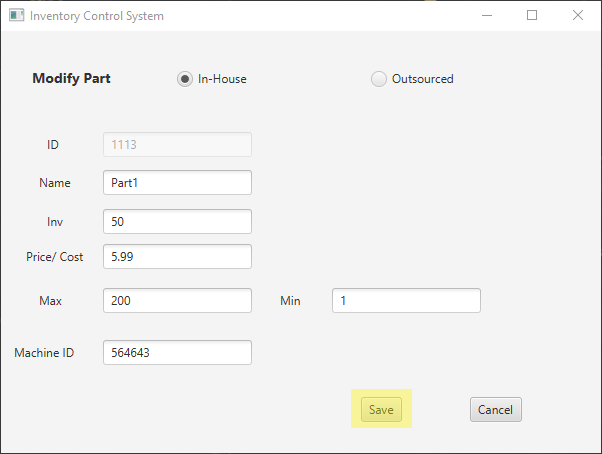 Inventory Control System
Modify Part In-House Outsourced
ID 1113
Name Part1
Inv 50
Price/ Cost 5.99
Max 200 Min 1
Machine ID 564643
Save Cancel